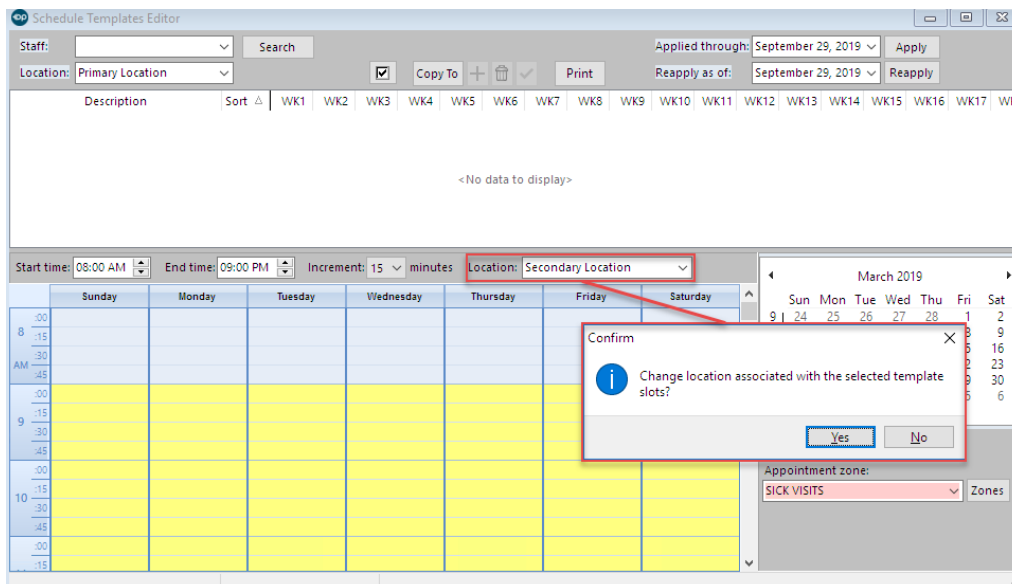 op Schedule Templates Editor
Staff: Search Applied through: September 29, 2019 Apply
Location: Primary Location Copy To Print Reapply as of: September 29, 2019 Reapply
Description Sort WK1 WK2 WK3 WK4 WK5 WK6 WK7 WK8 WK9 WK10 WK11 WK12 WK13 WK14 WK15 WK16 WK17
<No data to display>
Start time: 08:00 AM End time: 09:00 PM Increment: 15 minutes Location: Secondary Location
March 2019
Sunday Monday Tuesday Wednesday Thursday Friday Saturday
Sun Mon Tue Wed Thu Fri Sat
9 24 25 26 27 28 1 2
9
16
23
30
6
Confirm
Change location associated with the selected template
slots?
Yes No
8 AM
:00
:15
:30
:45
9
:00
:15
:30
:45
10
:00
:15
:30
:45
:00
:15
Appointment zone:
SICK VISITS Zones